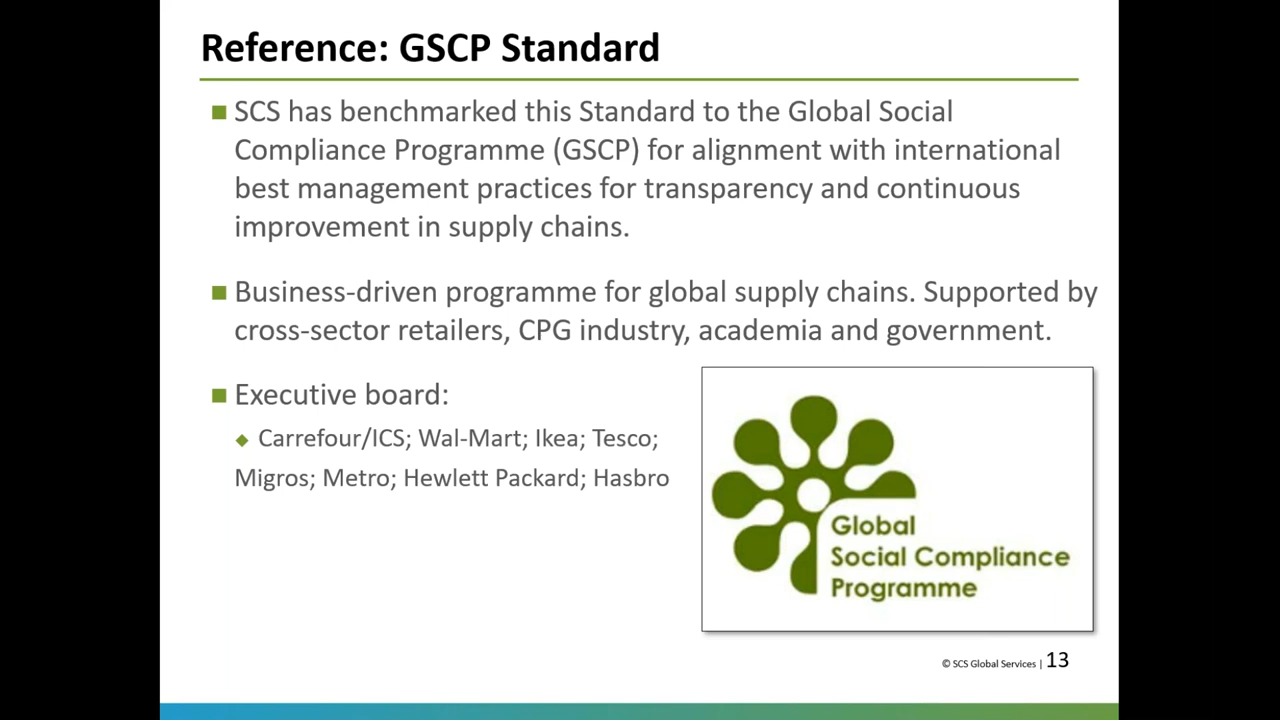 Reference: GSCP Standard
SCS has benchmarked this Standard to the Global Social
Compliance Programme (GSCP) for alignment with international
best management practices for transparency and continuous
improvement in supply chains.
Business-driven programme for global supply chains. Supported by
cross-sector retailers, CPG industry, academia and government.
Executive board:
Carrefour/ICS; Wal-Mart; Ikea; Tesco;
Migros; Metro; Hewlett Packard; Hasbro
Global
Social Compliance
Programme
© SCS Global Services | 13